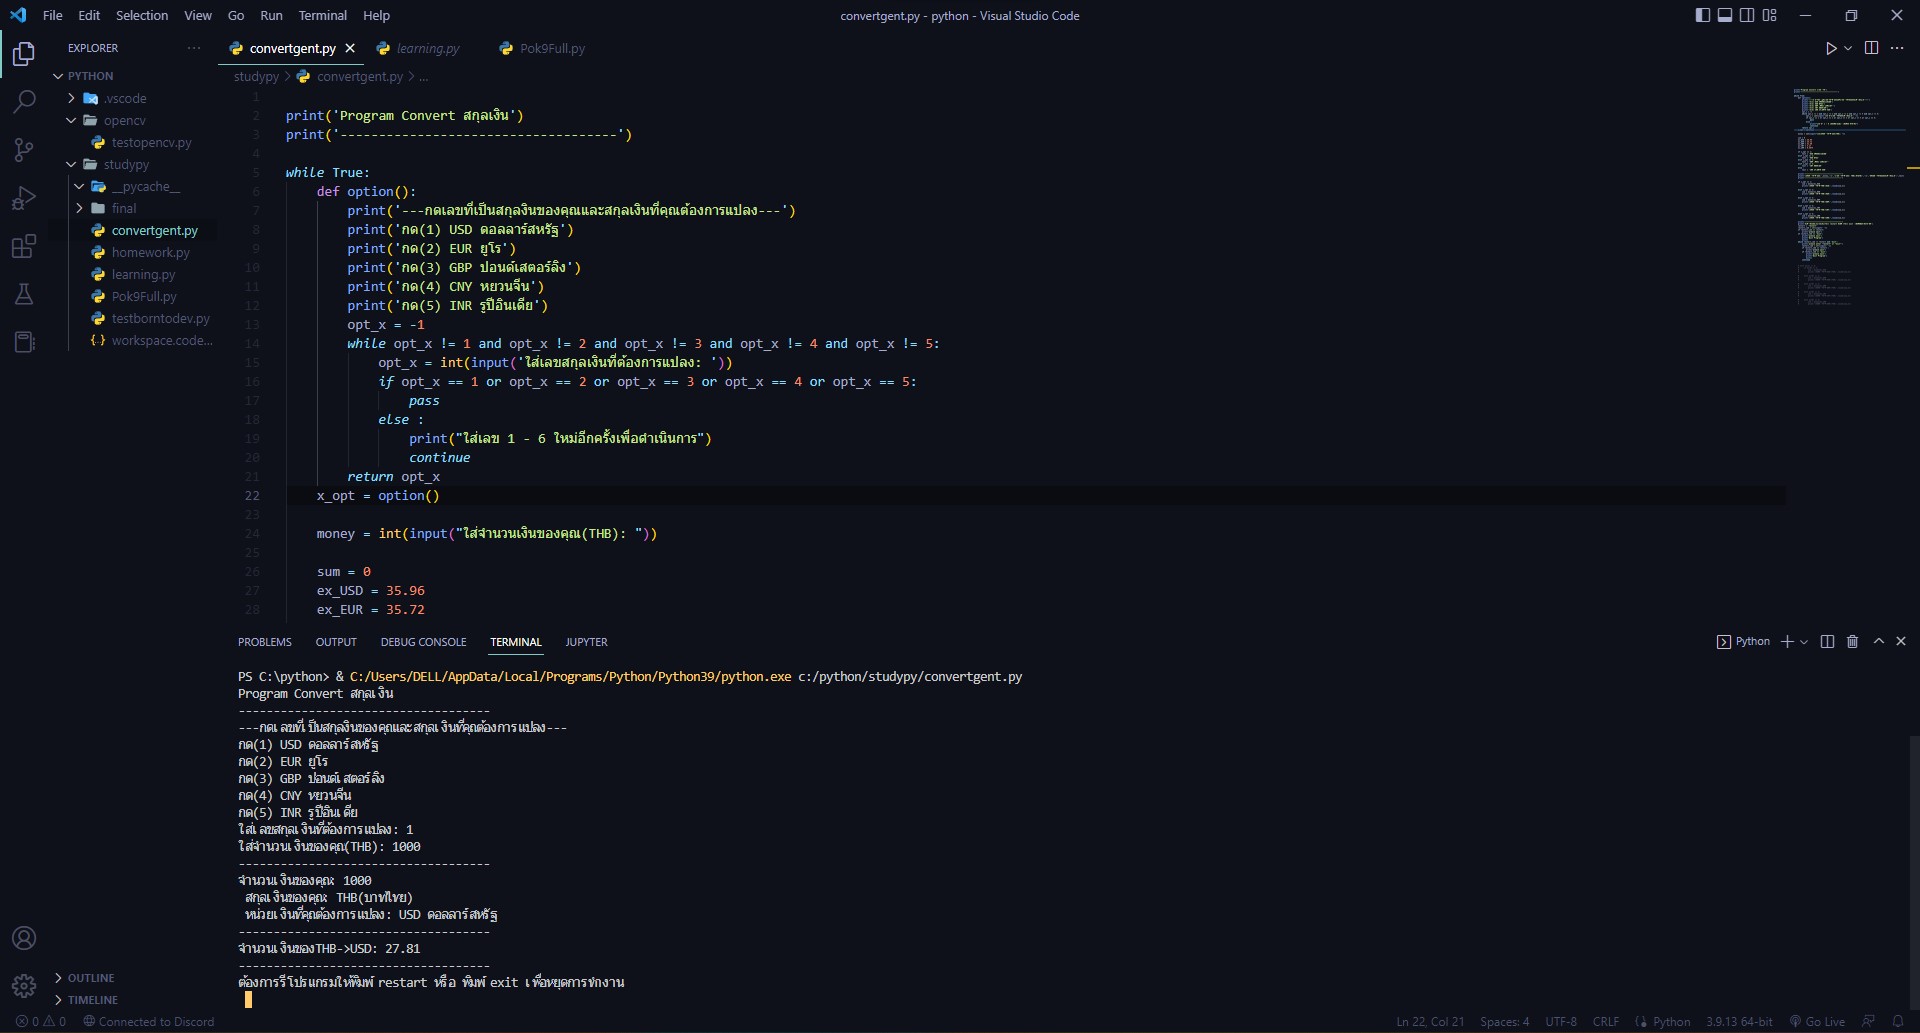 File Edit Selection View Go Run Terminal Help
convertgent.py - python - Visual Studio Code
EXPLORER
PYTHON
.vscode
opencv
testopencv.py
studypy
__pycache__
final
convertgent.py
homework.py
learning.py
Pok9Full.py
testborntodev.py
workspace.code...
OUTLINE
TIMELINE
convertgent.py learning.py Pok9Full.py
studypy > convertgent.py > ...
1
2 print('Program Convert สกุลเงิน')
3 print('------------------------------------')
4
5 while True:
6 def option():
7 print('---กดเลขที่เป็นสกุลงินของคุณและสกุลเงินที่คุณต้องการแปลง---')
8 print('กด(1) USD ดอลลาร์สหรัฐ')
9 print('กด(2) EUR ยูโร')
10 print('กด(3) GBP ปอนด์เสตอร์ลิง')
11 print('กด(4) CNY หยวนจีน')
12 print('กด(5) INR รูปีอินเดีย')
13 opt_x = -1
14 while opt_x != 1 and opt_x != 2 and opt_x != 3 and opt_x != 4 and opt_x != 5:
15 opt_x = int(input('ใส่เลขสกุลเงินที่ต้องการแปลง: '))
16 if opt_x == 1 or opt_x == 2 or opt_x == 3 or opt_x == 4 or opt_x == 5:
17 pass
18 else :
19 print("ใส่เลข 1 - 6 ใหม่อีกครั้งเพื่อดำเนินการ")
20 continue
21 return opt_x
22 x_opt = option()
23
24 money = int(input("ใส่จำนวนเงินของคุณ(THB): "))
25
26 sum = 0
27 ex_USD = 35.96
28 ex_EUR = 35.72
PROBLEMS OUTPUT DEBUG CONSOLE TERMINAL JUPYTER
Python
PS C:\python> & C:/Users/DELL/AppData/Local/Programs/Python/Python39/python.exe c:/python/studypy/convertgent.py
Program Convert สกุลเงิน
------------------------------------
---กดเลขที่เป็นสกุลงินของคุณและสกุลเงินที่คุณต้องการแปลง---
กด(1) USD ดอลลาร์สหรัฐ
กด(2) EUR ยูโร
กด(3) GBP ปอนด์เสตอร์ลิง
กด(4) CNY หยวนจีน
กด(5) INR รูปีอินเดีย
ใส่เลขสกุลเงินที่ต้องการแปลง: 1
ใส่จำนวนเงินของคุณ(THB): 1000
------------------------------------
จำนวนเงินของคุณ: 1000
สกุลเงินของคุณ: THB(บาทไทย)
หน่วยเงินที่คุณต้องการแปลง: USD ดอลลาร์สหรัฐ
------------------------------------
จำนวนเงินของTHB->USD: 27.81
------------------------------------
ต้องการรีโปรแกรมให้พิมพ์ restart หรือ พิมพ์ exit เพื่อหยุดการทำงาน
0 0 Connected to Discord
Ln 22, Col 21 Spaces: 4 UTF-8 CRLF Python 3.9.13 64-bit Go Live